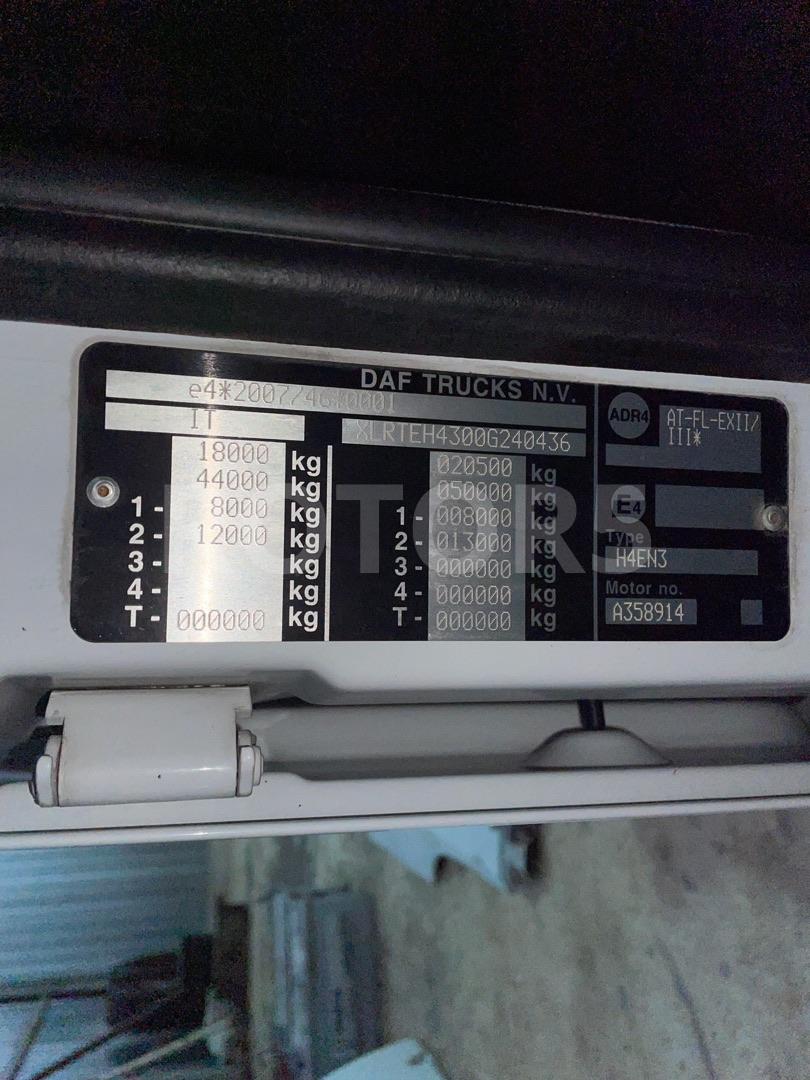 DAF TRUCKS N.V.
e4*2007/46*0001
IT
XLRTEH4300G240436
18000 kg
44000 kg
1 - 8000 kg
2 - 12000 kg
3 - kg
4 - kg
T - 000000 kg
020500 kg
050000 kg
1 - 008000 kg
2 - 013000 kg
3 - 000000 kg
4 - 000000 kg
T - 000000 kg
ADR4
AT-FL-EXII/
III*
E4
Type
H4EN3
Motor no.
A358914
MOTORS